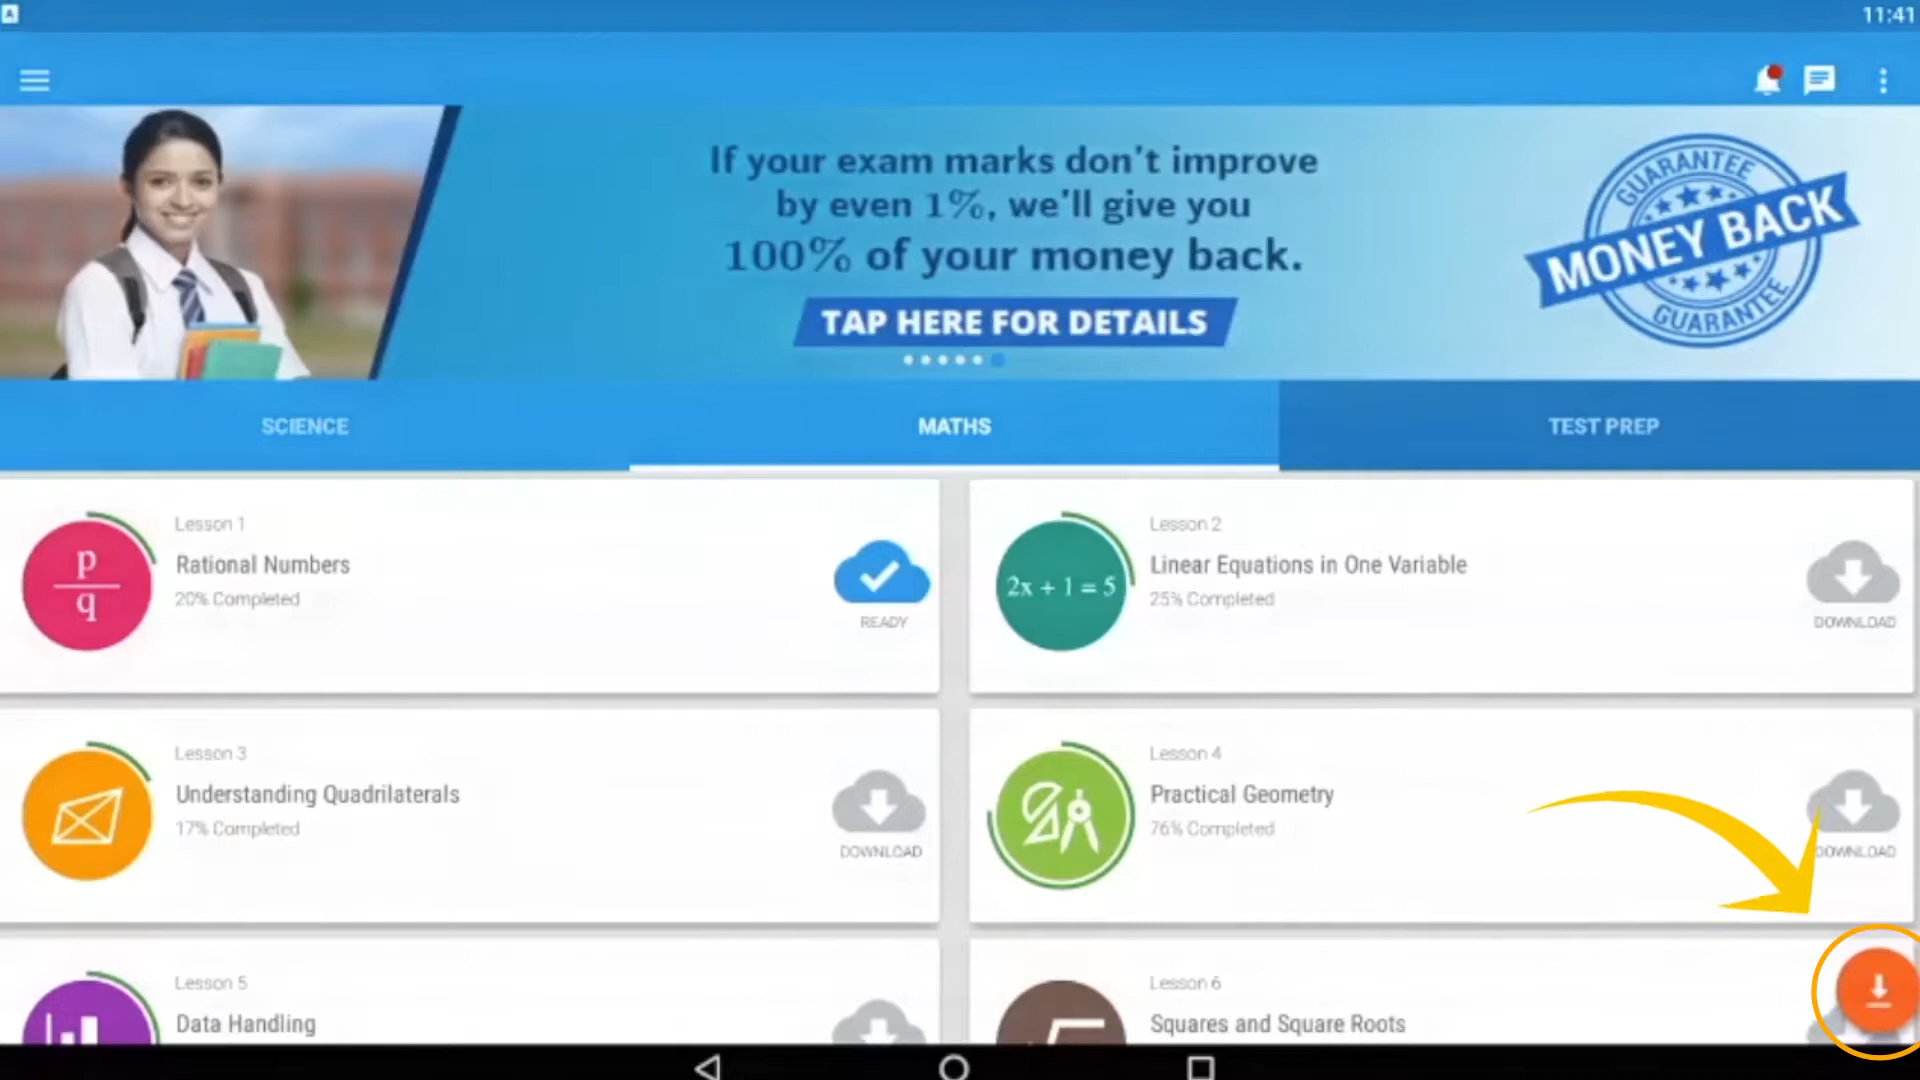 A
11:41
If your exam marks don't improve
by even 1%, we'll give you
100% of your money back.
TAP HERE FOR DETAILS
GUARANTEE
MONEY BACK
GUARANTEE
SCIENCE
MATHS
TEST PREP
Lesson 1
p
q
Rational Numbers
20% Completed
READY
Lesson 2
2x + 1 = 5
Linear Equations in One Variable
25% Completed
DOWNLOAD
Lesson 3
Understanding Quadrilaterals
17% Completed
DOWNLOAD
Lesson 4
Practical Geometry
76% Completed
DOWNLOAD
Lesson 5
Data Handling
Lesson 6
Squares and Square Roots